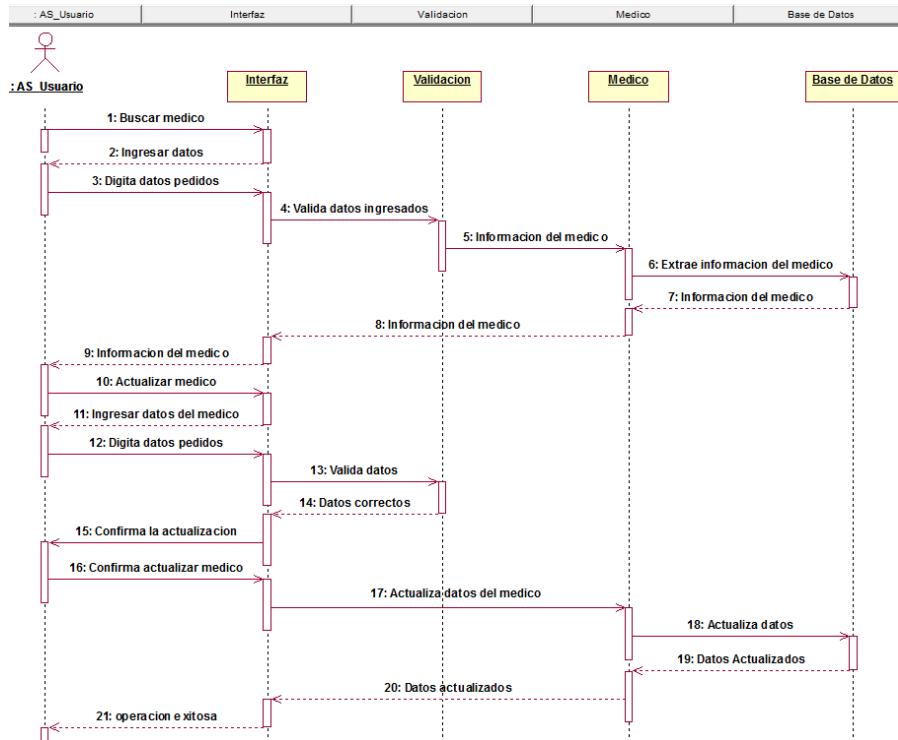 : AS_Usuario Interfaz Validacion Medico Base de Datos
: AS_Usuario Interfaz Validacion Medico Base de Datos
1: Buscar medico
2: Ingresar datos
3: Digita datos pedidos
4: Valida datos ingresados
5: Informacion del medico
6: Extrae informacion del medico
7: Informacion del medico
8: Informacion del medico
9: Informacion del medico
10: Actualizar medico
11: Ingresar datos del medico
12: Digita datos pedidos
13: Valida datos
14: Datos correctos
15: Confirma la actualizacion
16: Confirma actualizar medico
17: Actualiza datos del medico
18: Actualiza datos
19: Datos Actualizados
20: Datos actualizados
21: operacion exitosa